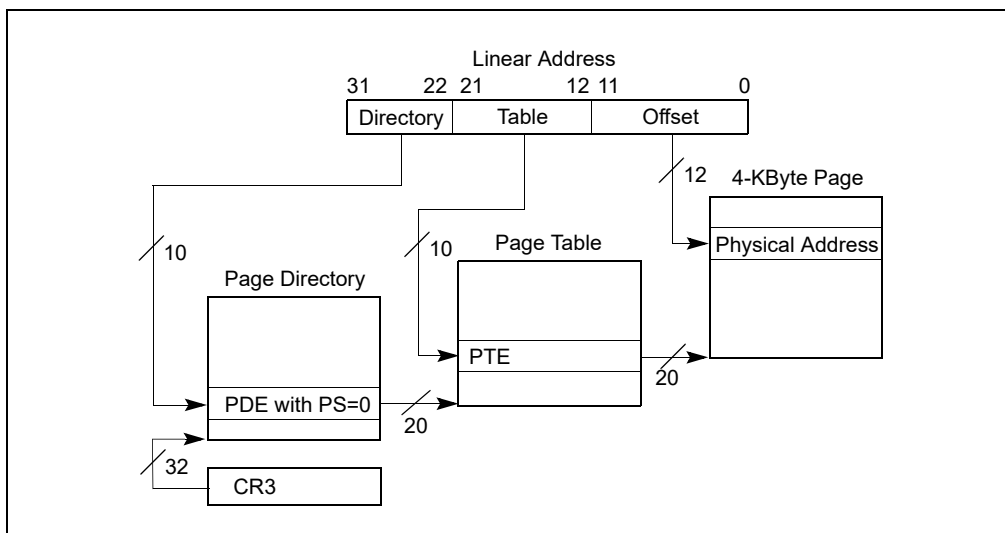 Linear Address
31 22 21 12 11 0
Directory Table Offset
12 4-KByte Page
10 10 Page Table Physical Address
Page Directory
PTE
20
PDE with PS=0
20
32
CR3